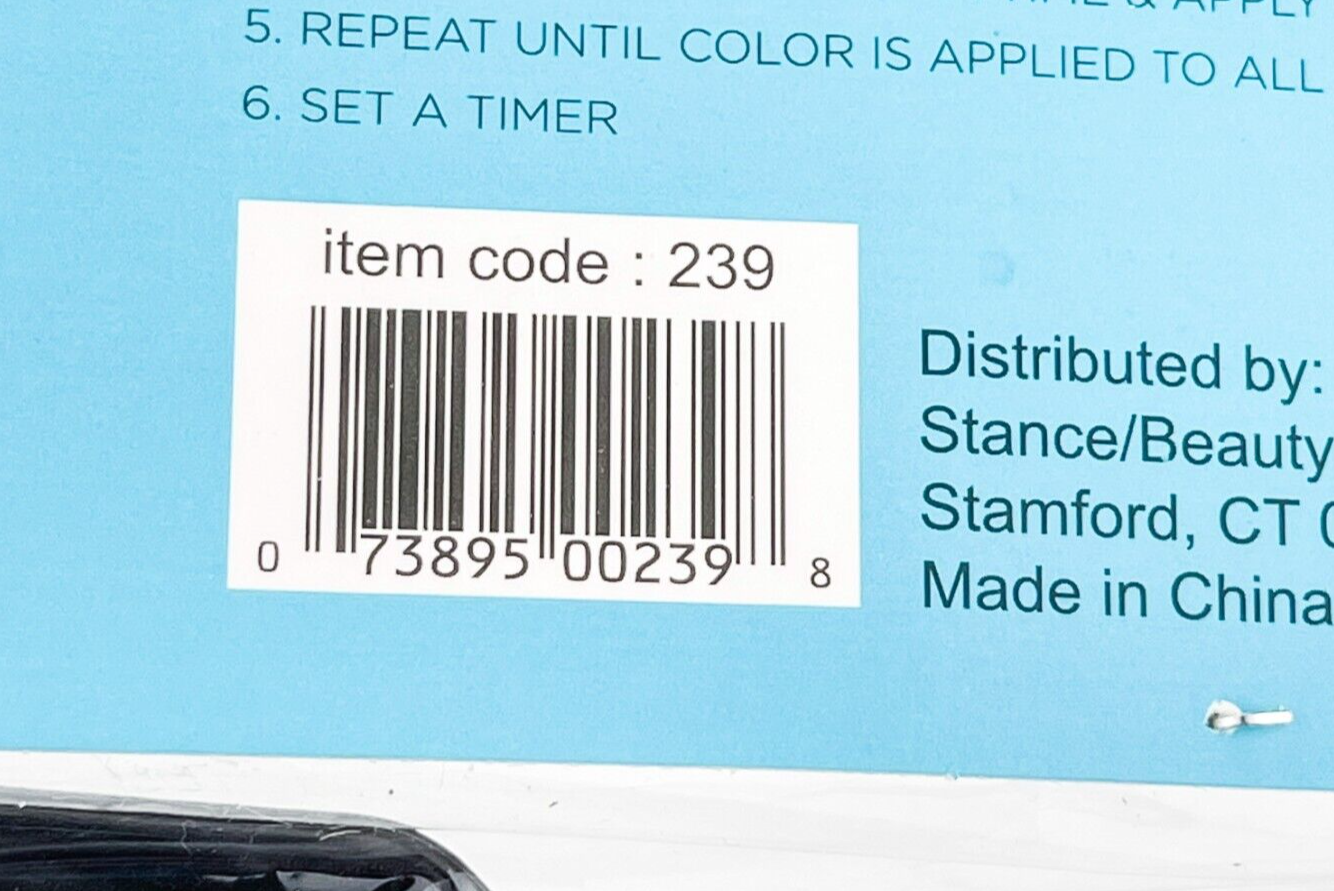 & APPLY
5. REPEAT UNTIL COLOR IS APPLIED TO ALL
6. SET A TIMER
item code : 239
0 73895 00239 8
Distributed by:
Stance/Beauty
Stamford, CT
Made in China